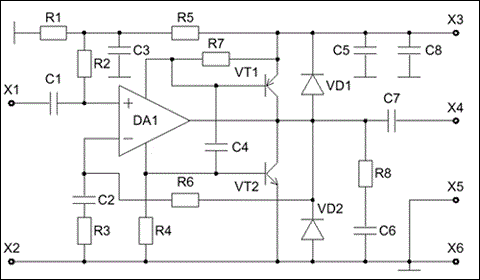 R1
R5
X3
R2
C3
R7
C5
C8
VT1
X1
C1
VD1
C7
X4
+
DA1
−
C4
R8
VT2
R6
X5
C2
VD2
R3
R4
C6
X2
X6